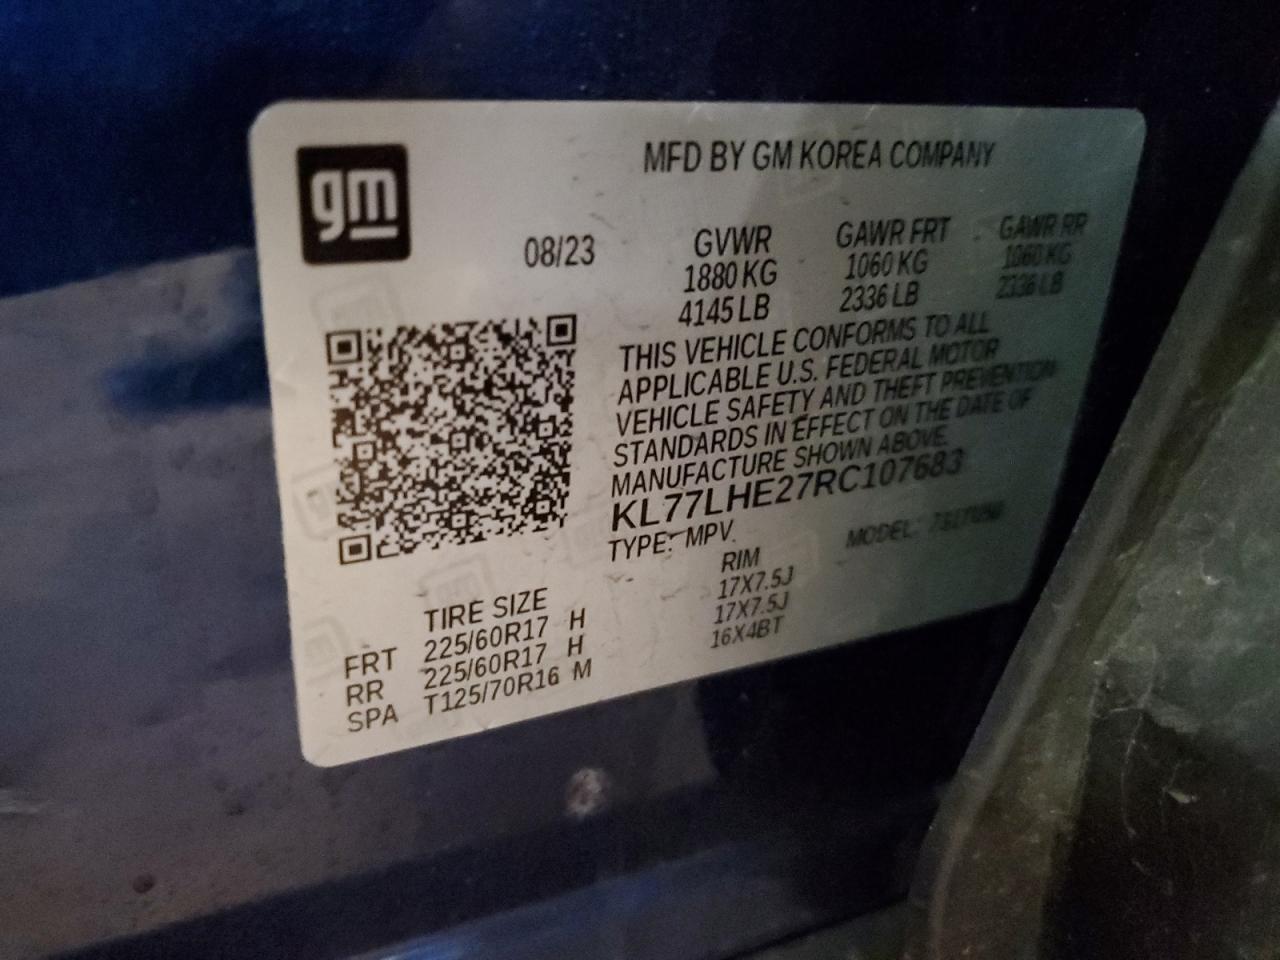 gm
MFD BY GM KOREA COMPANY
08/23
GVWR GAWR FRT GAWR RR
1880 KG 1060 KG 1060 KG
4145 LB 2336 LB 2336 LB
THIS VEHICLE CONFORMS TO ALL
APPLICABLE U.S. FEDERAL MOTOR
VEHICLE SAFETY AND THEFT PREVENTION
STANDARDS IN EFFECT ON THE DATE OF
MANUFACTURE SHOWN ABOVE.
KL77LHE27RC107683
TYPE: MPV MODEL:
TIRE SIZE RIM
FRT 225/60R17 H 17X7.5J
RR 225/60R17 H 17X7.5J
SPA T125/70R16 M 16X4BT